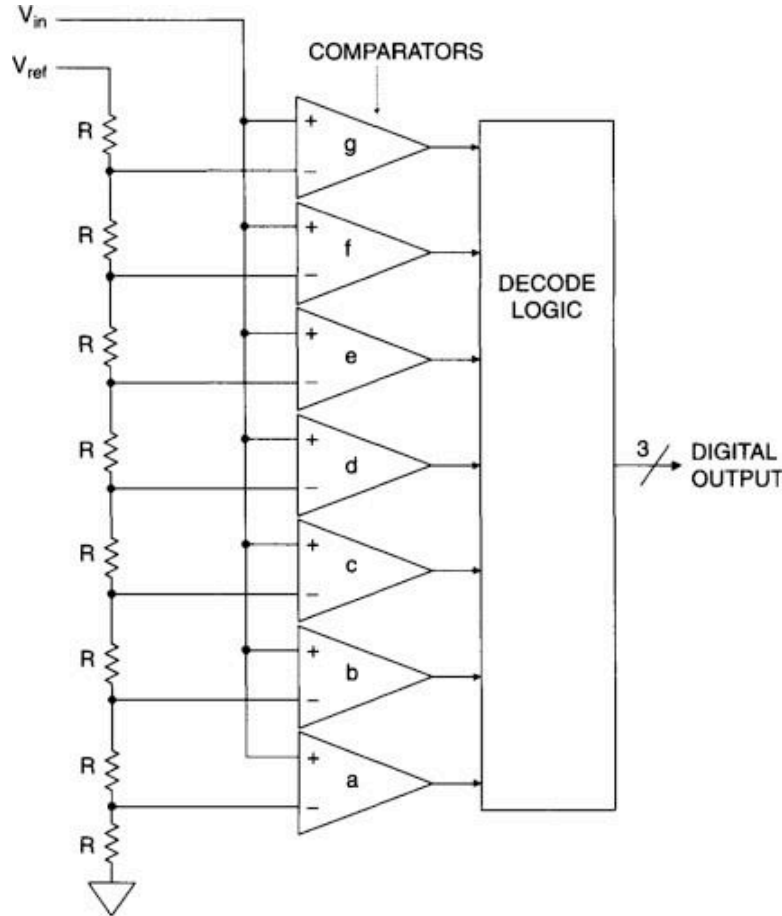 V_in
V_ref
COMPARATORS
R
+
g
−
R
+
f
−
DECODE
LOGIC
R
+
e
−
R
+
d
−
3
DIGITAL
OUTPUT
R
+
c
−
R
+
b
−
R
+
a
−
R